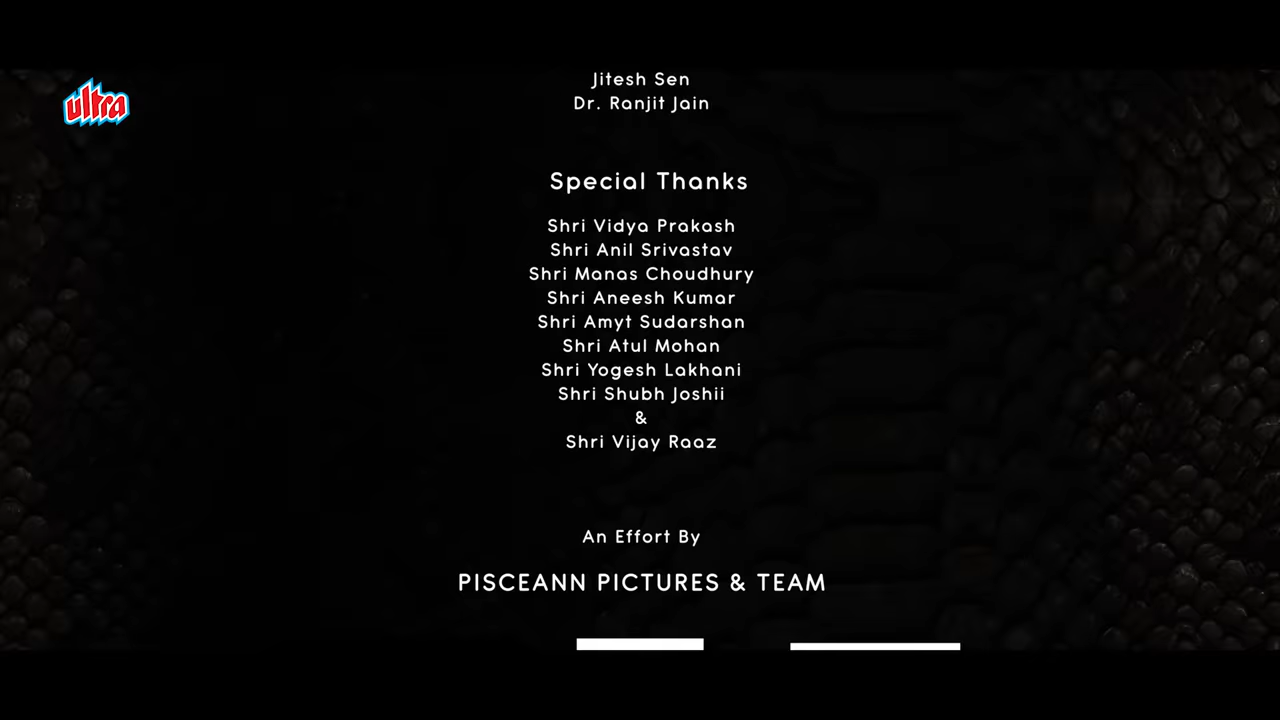 ultra
Jitesh Sen
Dr. Ranjit Jain
Special Thanks
Shri Vidya Prakash
Shri Anil Srivastav
Shri Manas Choudhury
Shri Aneesh Kumar
Shri Amyt Sudarshan
Shri Atul Mohan
Shri Yogesh Lakhani
Shri Shubh Joshii
&
Shri Vijay Raaz
An Effort By
PISCEANN PICTURES & TEAM